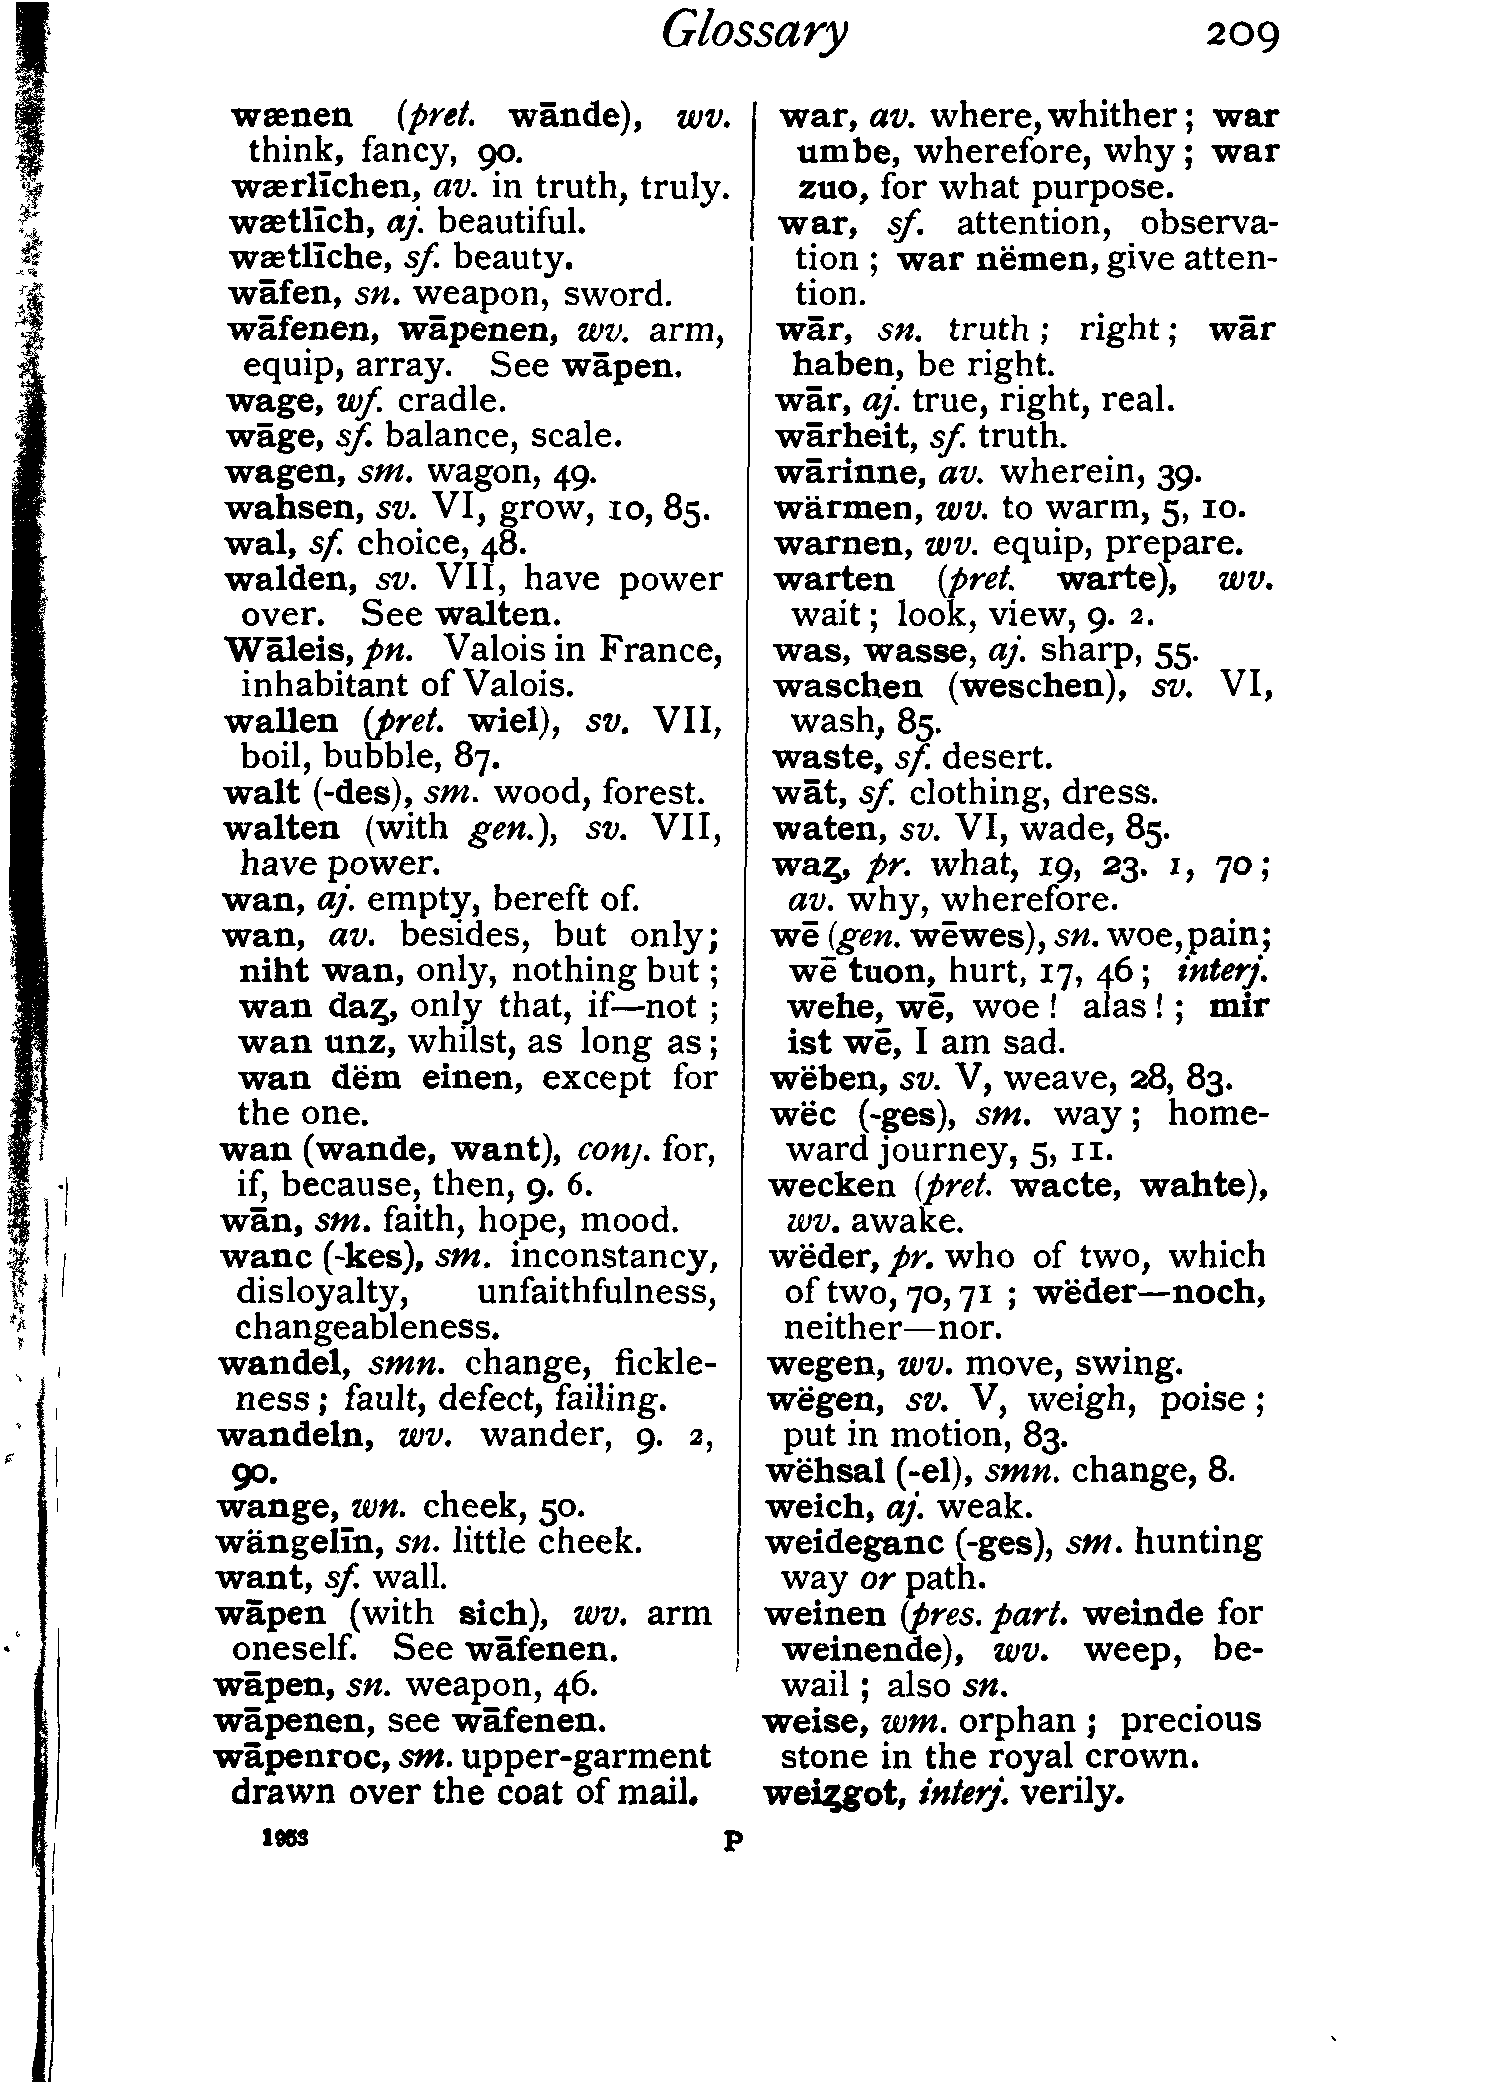 Glossary 209
wænen (pret. wānde), wv.
think, fancy, 90.
wærlīchen, av. in truth, truly.
wætlīch, aj. beautiful.
wætlīche, sf. beauty.
wāfen, sn. weapon, sword.
wāfenen, wāpenen, wv. arm,
equip, array. See wāpen.
wage, wf. cradle.
wāge, sf. balance, scale.
wagen, sm. wagon, 49.
wahsen, sv. VI, grow, 10, 85.
wal, sf. choice, 48.
walden, sv. VII, have power
over. See walten.
Wāleis, pn. Valois in France,
inhabitant of Valois.
wallen (pret. wiel), sv. VII,
boil, bubble, 87.
walt (-des), sm. wood, forest.
walten (with gen.), sv. VII,
have power.
wan, aj. empty, bereft of.
wan, av. besides, but only;
niht wan, only, nothing but;
wan daȥ, only that, if—not;
wan unz, whilst, as long as;
wan dëm einen, except for
the one.
wan (wande, want), conj. for,
if, because, then, 9. 6.
wān, sm. faith, hope, mood.
wanc (-kes), sm. inconstancy,
disloyalty, unfaithfulness,
changeableness.
wandel, smn. change, fickle-
ness; fault, defect, failing.
wandeln, wv. wander, 9. 2,
90.
wange, wn. cheek, 50.
wängelīn, sn. little cheek.
want, sf. wall.
wāpen (with sich), wv. arm
oneself. See wāfenen.
wāpen, sn. weapon, 46.
wāpenen, see wāfenen.
wāpenroc, sm. upper-garment
drawn over the coat of mail.
war, av. where, whither; war
umbe, wherefore, why; war
zuo, for what purpose.
war, sf. attention, observa-
tion; war nëmen, give atten-
tion.
wār, sn. truth; right; wār
haben, be right.
wār, aj. true, right, real.
wārheit, sf. truth.
wārinne, av. wherein, 39.
wärmen, wv. to warm, 5, 10.
warnen, wv. equip, prepare.
warten (pret. warte), wv.
wait; look, view, 9. 2.
was, wasse, aj. sharp, 55.
waschen (weschen), sv. VI,
wash, 85.
waste, sf. desert.
wāt, sf. clothing, dress.
waten, sv. VI, wade, 85.
waȥ, pr. what, 19, 23. 1, 70;
av. why, wherefore.
wē (gen. wēwes), sn. woe, pain;
wē tuon, hurt, 17, 46; interj.
wehe, wē, woe! alas!; mir
ist wē, I am sad.
wëben, sv. V, weave, 28, 83.
wëc (-ges), sm. way; home-
ward journey, 5, 11.
wecken (pret. wacte, wahte),
wv. awake.
wëder, pr. who of two, which
of two, 70, 71; wëder—noch,
neither—nor.
wegen, wv. move, swing.
wëgen, sv. V, weigh, poise;
put in motion, 83.
wëhsal (-el), smn. change, 8.
weich, aj. weak.
weideganc (-ges), sm. hunting
way or path.
weinen (pres. part. weinde for
weinende), wv. weep, be-
wail; also sn.
weise, wm. orphan; precious
stone in the royal crown.
weiȥgot, interj. verily.
1953 P